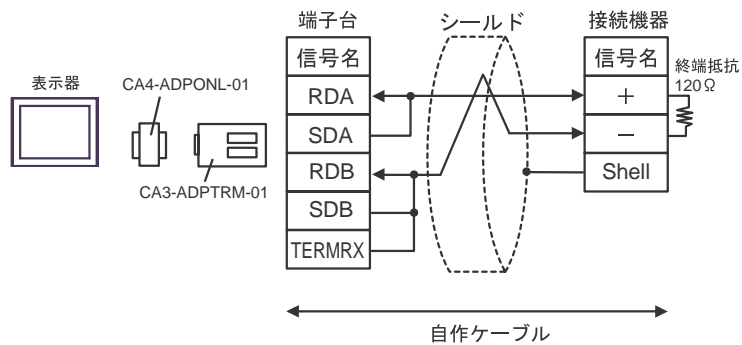 端子台
シールド
接続機器
信号名
信号名
終端抵抗
120Ω
表示器
CA4-ADPONL-01
RDA
+
SDA
−
RDB
Shell
CA3-ADPTRM-01
SDB
TERMRX
自作ケーブル